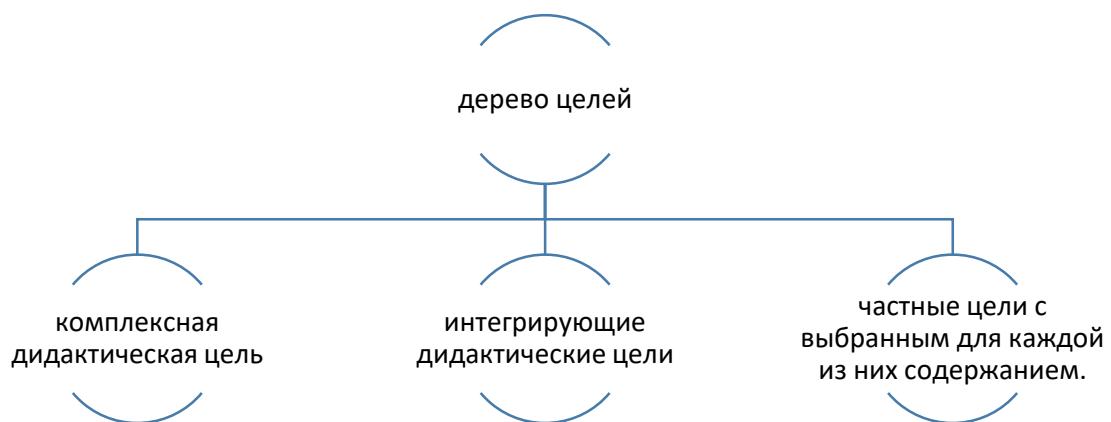 дерево целей
комплексная
дидактическая цель
интегрирующие
дидактические цели
частные цели с
выбранным для каждой
из них содержанием.